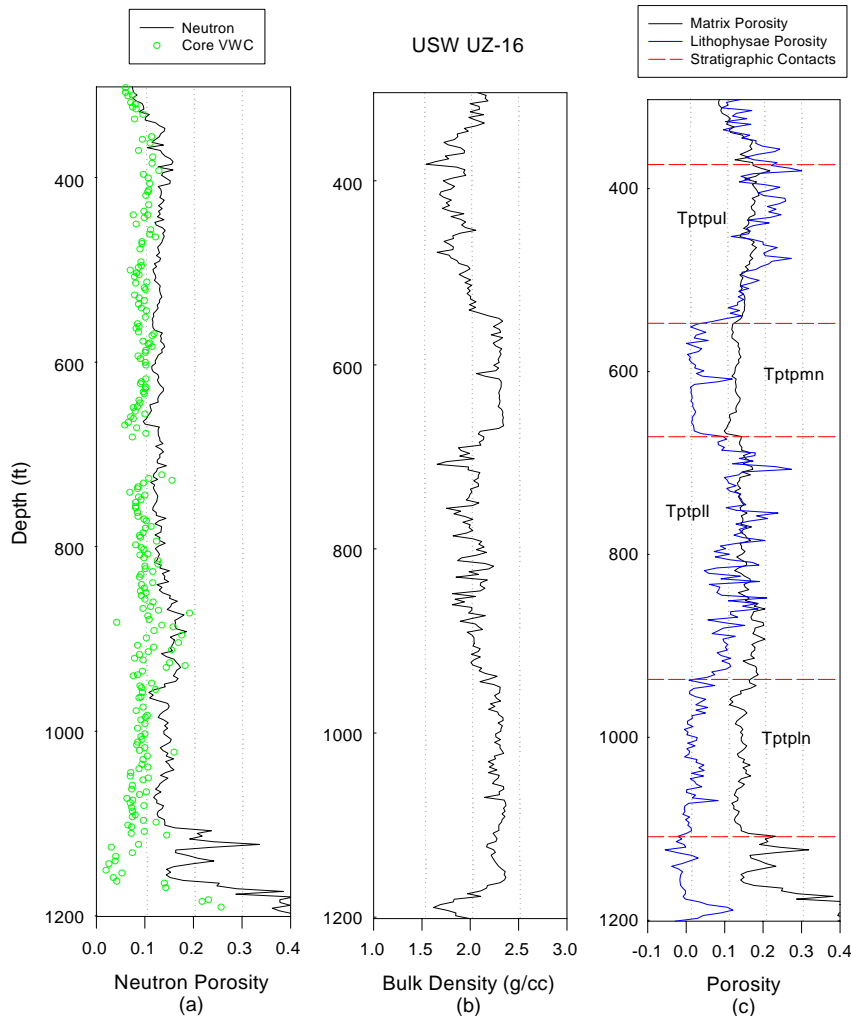 Neutron
Core VWC
USW UZ-16
Matrix Porosity
Lithophysae Porosity
Stratigraphic Contacts
Depth (ft)
400
600
800
1000
1200
0.0 0.1 0.2 0.3 0.4
Neutron Porosity
(a)
400
600
800
1000
1200
1.0 1.5 2.0 2.5 3.0
Bulk Density (g/cc)
(b)
400
600
800
1000
1200
Tptpul
Tptpmn
Tptpll
Tptpln
-0.1 0.0 0.1 0.2 0.3 0.4
Porosity
(c)